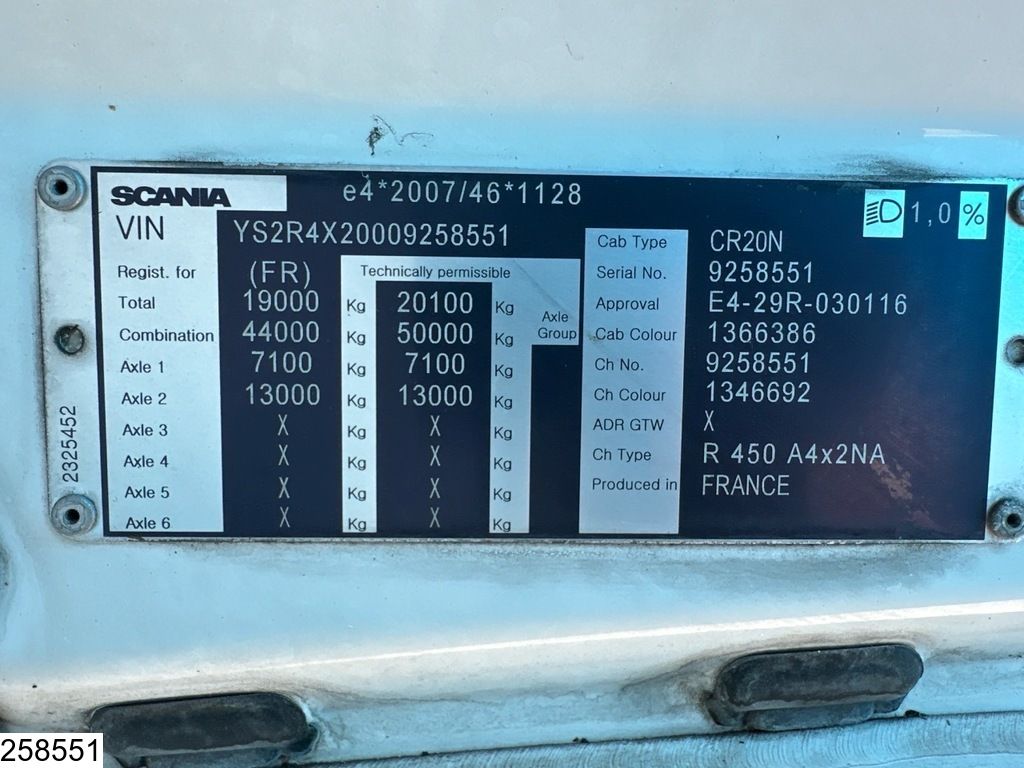 SCANIA e4*2007/46*1128 1,0 %
VIN YS2R4X20009258551
Regist. for (FR) Technically permissible
Total 19000 Kg 20100 Kg
Combination 44000 Kg 50000 Kg Axle Group
Axle 1 7100 Kg 7100 Kg
Axle 2 13000 Kg 13000 Kg
Axle 3 X Kg X Kg
Axle 4 X Kg X Kg
Axle 5 X Kg X Kg
Axle 6 X Kg X Kg
Cab Type CR20N
Serial No. 9258551
Approval E4-29R-030116
Cab Colour 1366386
Ch No. 9258551
Ch Colour 1346692
ADR GTW X
Ch Type R 450 A4x2NA
Produced in FRANCE
2325452
258551